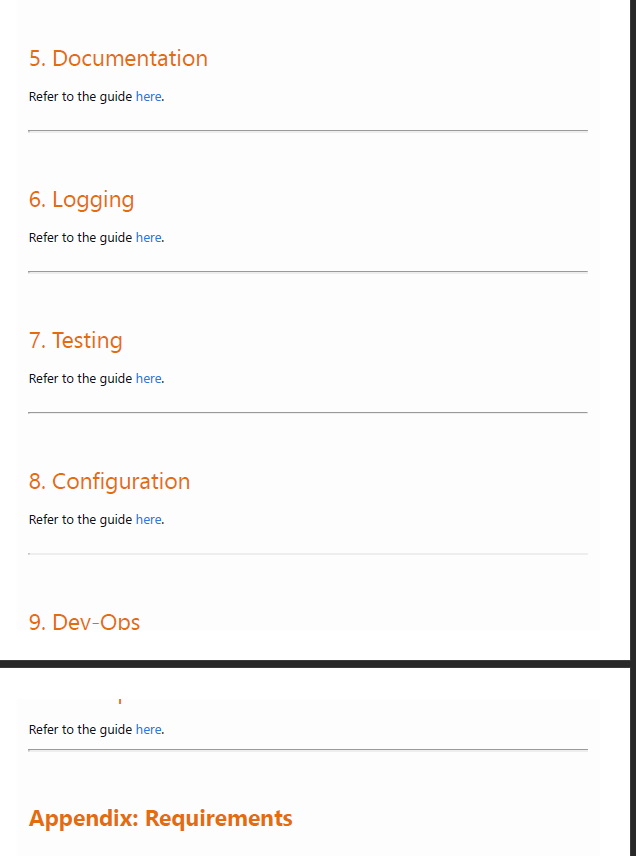 5. Documentation
Refer to the guide here.
6. Logging
Refer to the guide here.
7. Testing
Refer to the guide here.
8. Configuration
Refer to the guide here.
9. Dev-Ops
Refer to the guide here.
Appendix: Requirements